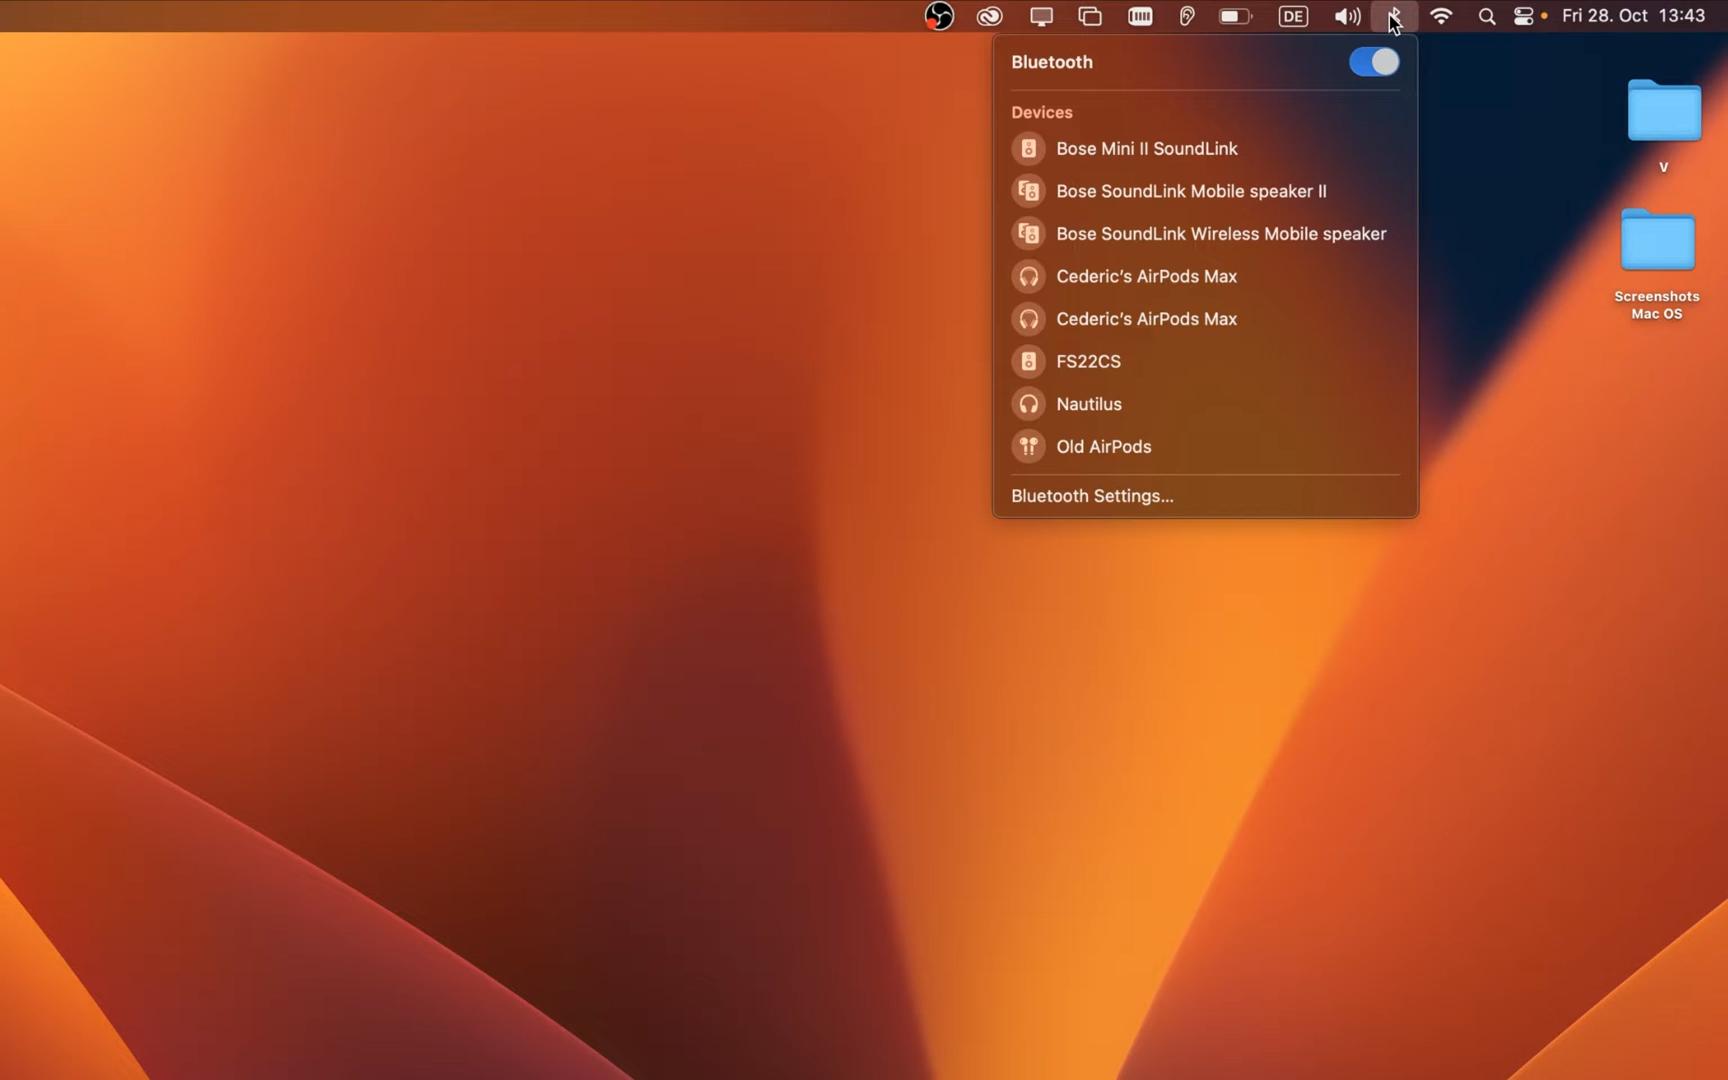 DE
Fri 28. Oct 13:43
Bluetooth
Devices
Bose Mini II SoundLink
Bose SoundLink Mobile speaker II
Bose SoundLink Wireless Mobile speaker
Cederic's AirPods Max
Cederic's AirPods Max
FS22CS
Nautilus
Old AirPods
Bluetooth Settings...
v
Screenshots
Mac OS